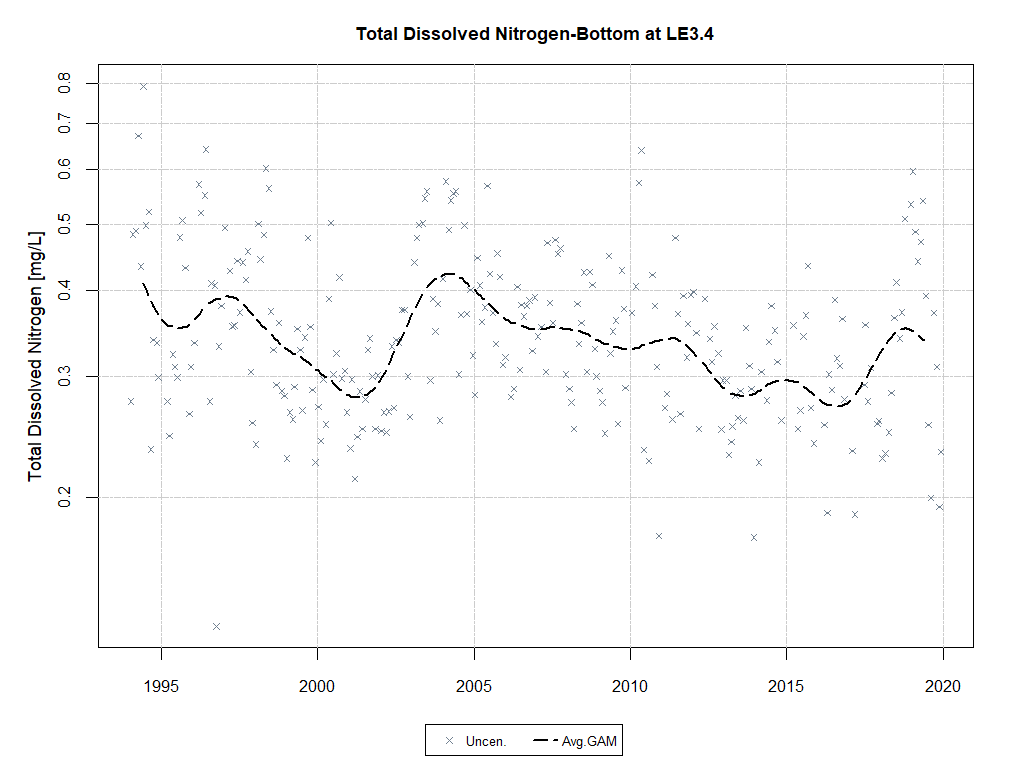 Total Dissolved Nitrogen-Bottom at LE3.4
Total Dissolved Nitrogen [mg/L]
0.8
0.7
0.6
0.5
0.4
0.3
0.2
1995 2000 2005 2010 2015 2020
Uncen. Avg.GAM